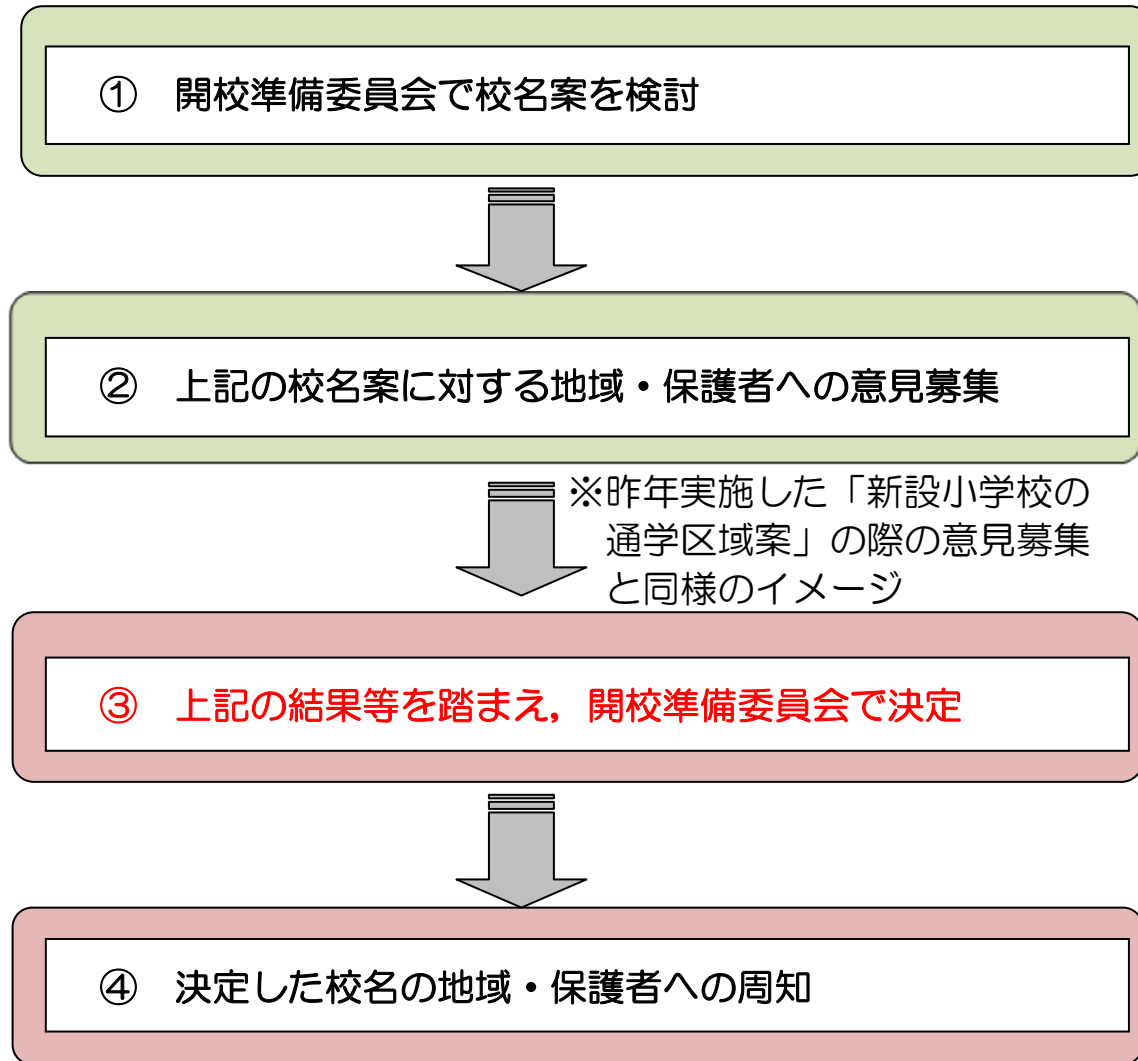 ① 開校準備委員会で校名案を検討
② 上記の校名案に対する地域・保護者への意見募集
※昨年実施した「新設小学校の
通学区域案」の際の意見募集
と同様のイメージ
③ 上記の結果等を踏まえ，開校準備委員会で決定
④ 決定した校名の地域・保護者への周知